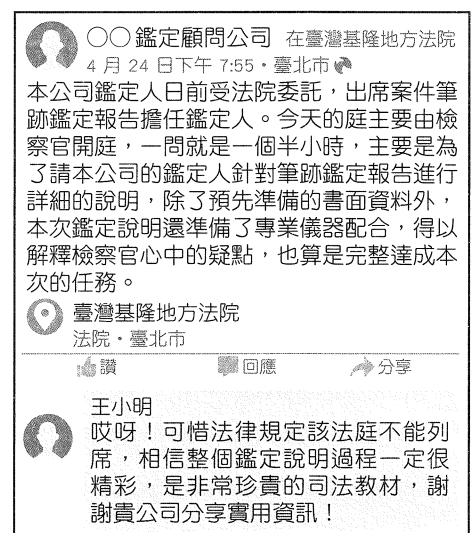 ○○鑑定顧問公司 在臺灣基隆地方法院
4 月 24 日下午 7:55・臺北市
本公司鑑定人日前受法院委託，出席案件筆
跡鑑定報告擔任鑑定人。今天的庭主要由檢
察官開庭，一問就是一個半小時，主要是為
了請本公司的鑑定人針對筆跡鑑定報告進行
詳細的說明，除了預先準備的書面資料外，
本次鑑定說明還準備了專業儀器配合，得以
解釋檢察官心中的疑點，也算是完整達成本
次的任務。
臺灣基隆地方法院
法院・臺北市
讚 回應 分享
王小明
哎呀！可惜法律規定該法庭不能列
席，相信整個鑑定說明過程一定很
精彩，是非常珍貴的司法教材，謝
謝貴公司分享實用資訊！